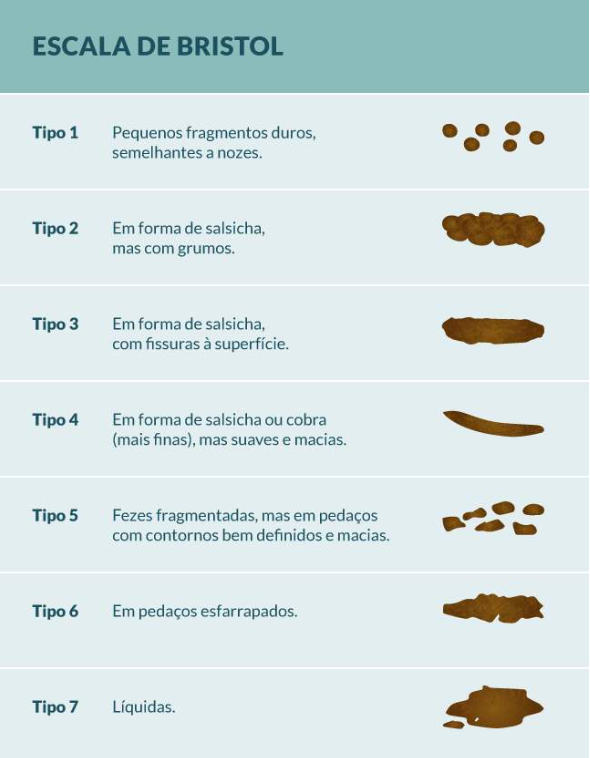 ESCALA DE BRISTOL
Tipo 1
Pequenos fragmentos duros,
semelhantes a nozes.
Tipo 2
Em forma de salsicha,
mas com grumos.
Tipo 3
Em forma de salsicha,
com fissuras à superfície.
Tipo 4
Em forma de salsicha ou cobra
(mais finas), mas suaves e macias.
Tipo 5
Fezes fragmentadas, mas em pedaços
com contornos bem definidos e macias.
Tipo 6
Em pedaços esfarrapados.
Tipo 7
Líquidas.